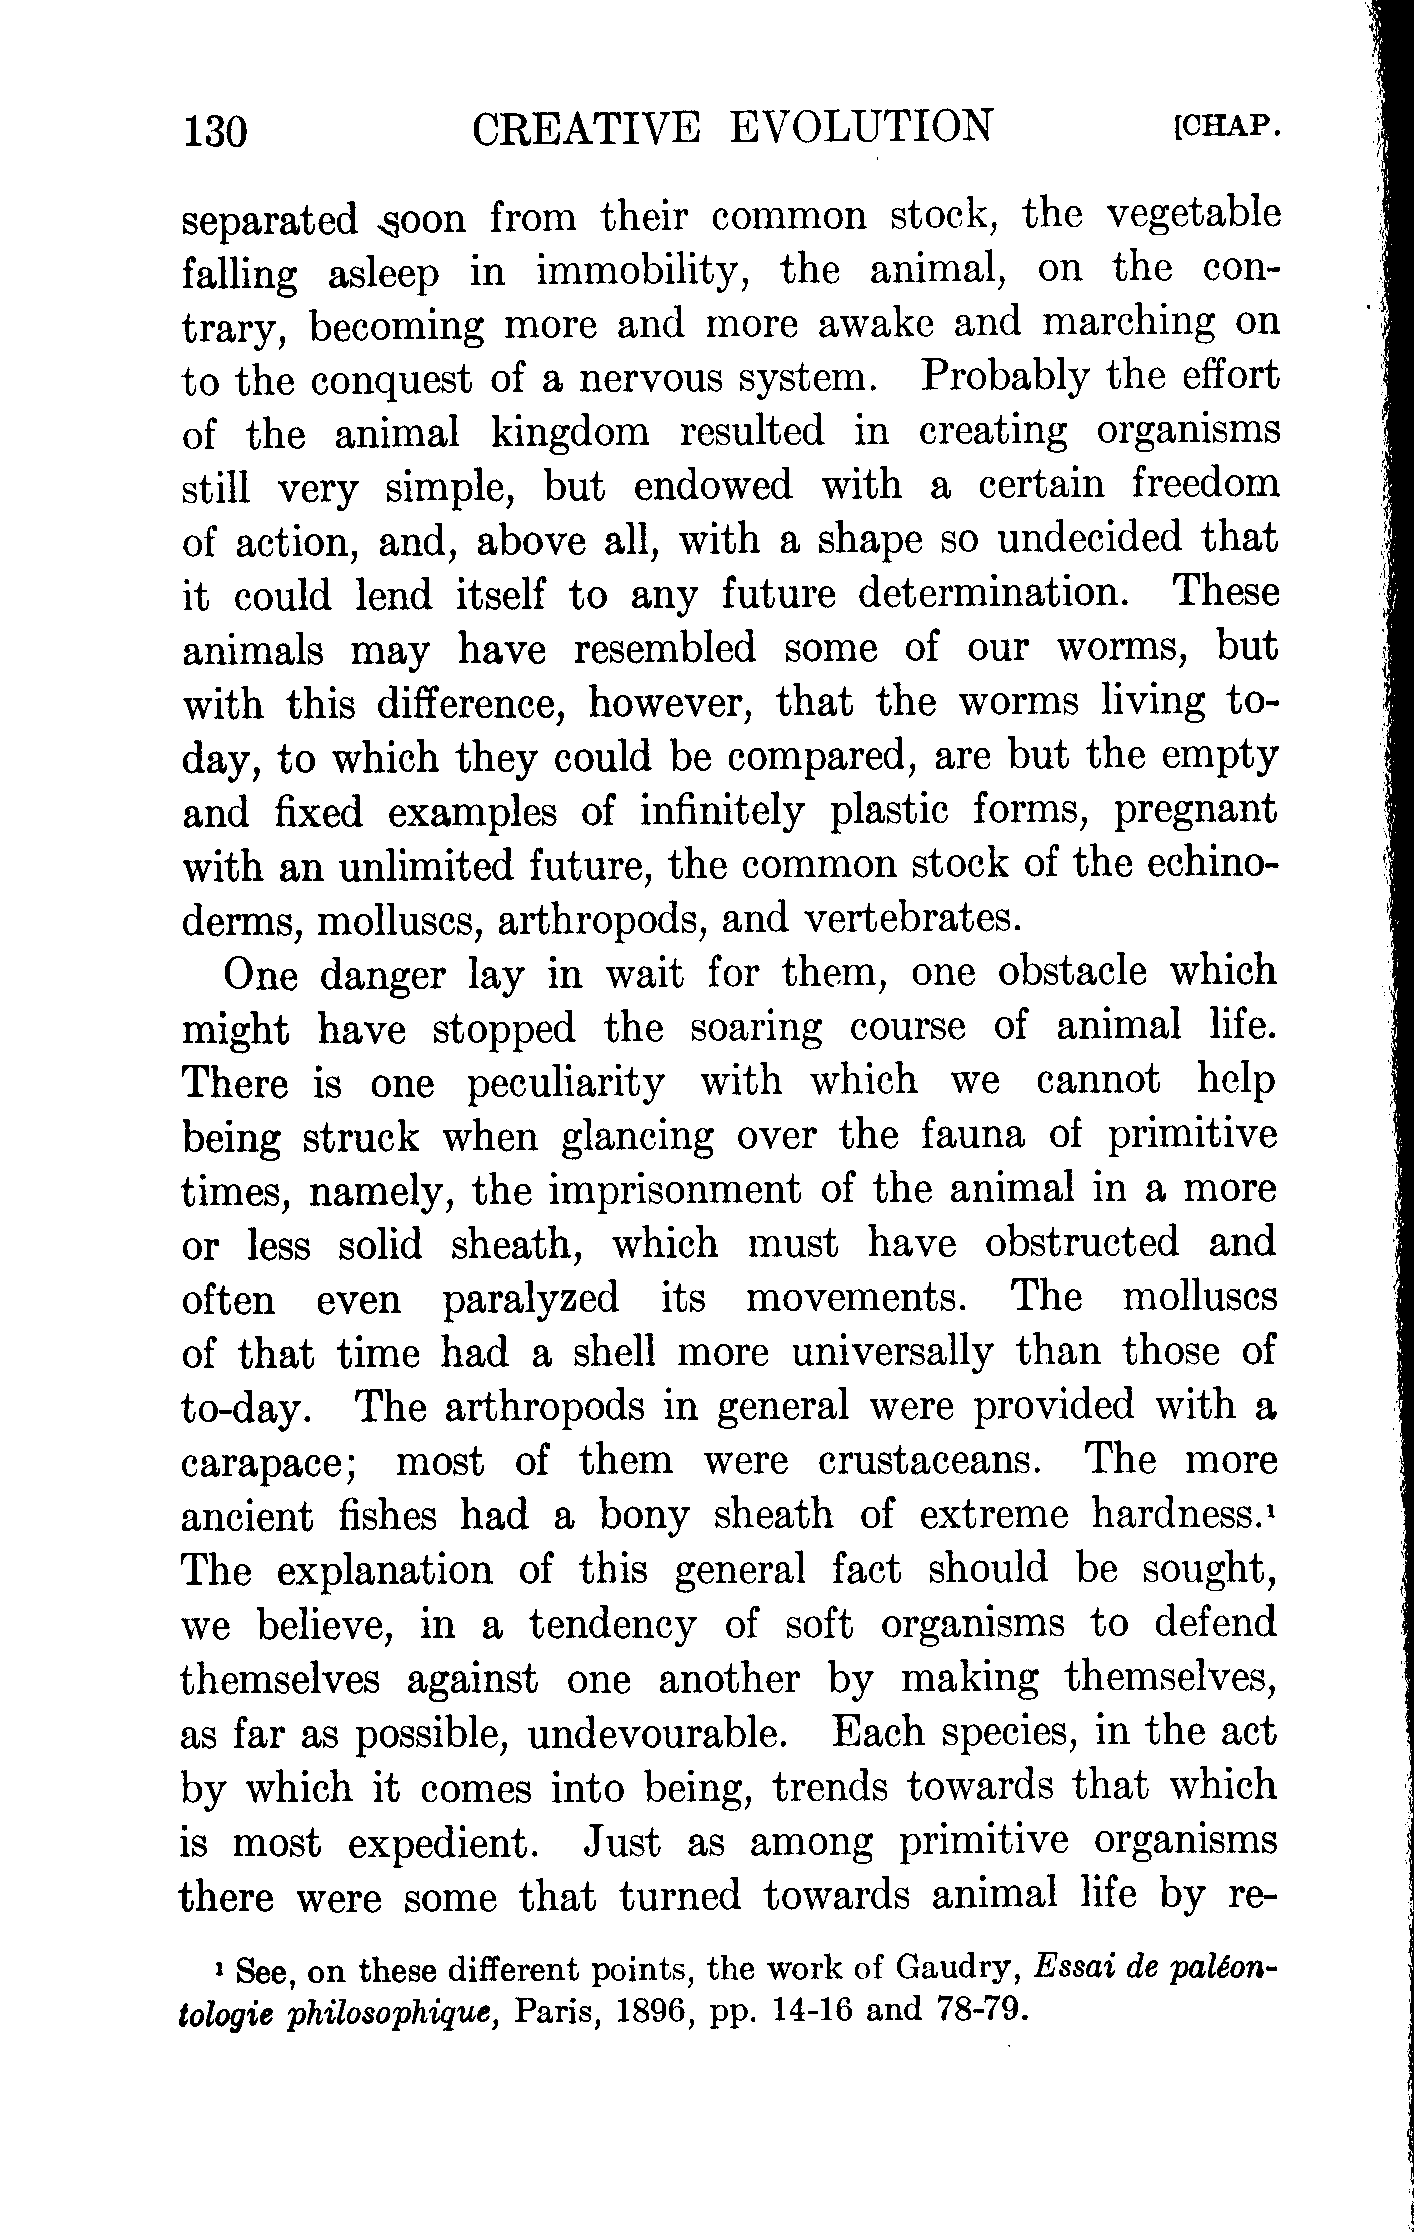 130 CREATIVE EVOLUTION [CHAP.
separated soon from their common stock, the vegetable
falling asleep in immobility, the animal, on the con-
trary, becoming more and more awake and marching on
to the conquest of a nervous system. Probably the effort
of the animal kingdom resulted in creating organisms
still very simple, but endowed with a certain freedom
of action, and, above all, with a shape so undecided that
it could lend itself to any future determination. These
animals may have resembled some of our worms, but
with this difference, however, that the worms living to-
day, to which they could be compared, are but the empty
and fixed examples of infinitely plastic forms, pregnant
with an unlimited future, the common stock of the echino-
derms, molluscs, arthropods, and vertebrates.
One danger lay in wait for them, one obstacle which
might have stopped the soaring course of animal life.
There is one peculiarity with which we cannot help
being struck when glancing over the fauna of primitive
times, namely, the imprisonment of the animal in a more
or less solid sheath, which must have obstructed and
often even paralyzed its movements. The molluscs
of that time had a shell more universally than those of
to-day. The arthropods in general were provided with a
carapace; most of them were crustaceans. The more
ancient fishes had a bony sheath of extreme hardness.¹
The explanation of this general fact should be sought,
we believe, in a tendency of soft organisms to defend
themselves against one another by making themselves,
as far as possible, undevourable. Each species, in the act
by which it comes into being, trends towards that which
is most expedient. Just as among primitive organisms
there were some that turned towards animal life by re-
¹ See, on these different points, the work of Gaudry, Essai de paléon-
tologie philosophique, Paris, 1896, pp. 14-16 and 78-79.